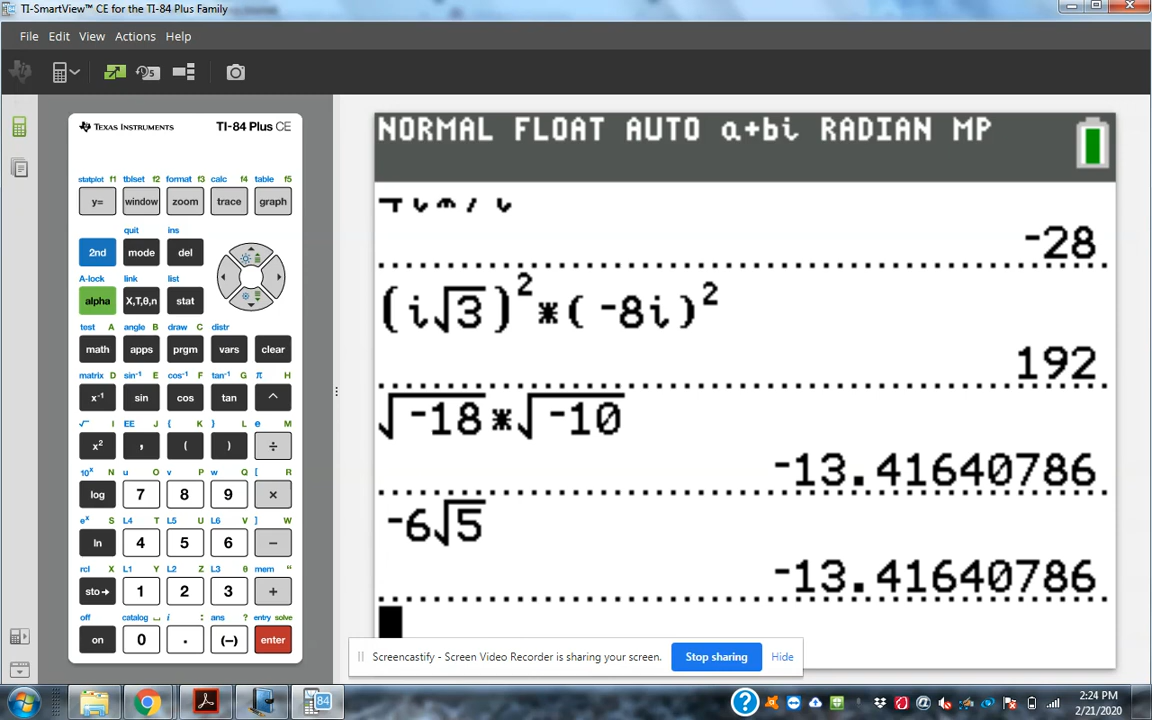 TI-SmartView™ CE for the TI-84 Plus Family
File Edit View Actions Help
TEXAS INSTRUMENTS TI-84 Plus CE
statplot f1 tblset f2 format f3 calc f4 table f5
y= window zoom trace graph
quit ins
2nd mode del
A-lock link list
alpha X,T,θ,n stat
test A angle B draw C distr
math apps prgm vars clear
matrix D sin⁻¹ E cos⁻¹ F tan⁻¹ G π H
x⁻¹ sin cos tan ^
√ I EE J { K } L e M
x² , ( ) ÷
10ˣ N u O v P w Q [ R
log 7 8 9 ×
eˣ S L4 T L5 U L6 V ] W
ln 4 5 6 −
rcl X L1 Y L2 Z L3 θ mem "
sto→ 1 2 3 +
off catalog ␣ i : ans ? entry solve
on 0 . (−) enter
NORMAL FLOAT AUTO a+bi RADIAN MP
-28
(i√3)²*(-8i)²
192
√-18*√-10
-13.41640786
-6√5
-13.41640786
Screencastify - Screen Video Recorder is sharing your screen. Stop sharing Hide
84
2:24 PM
2/21/2020